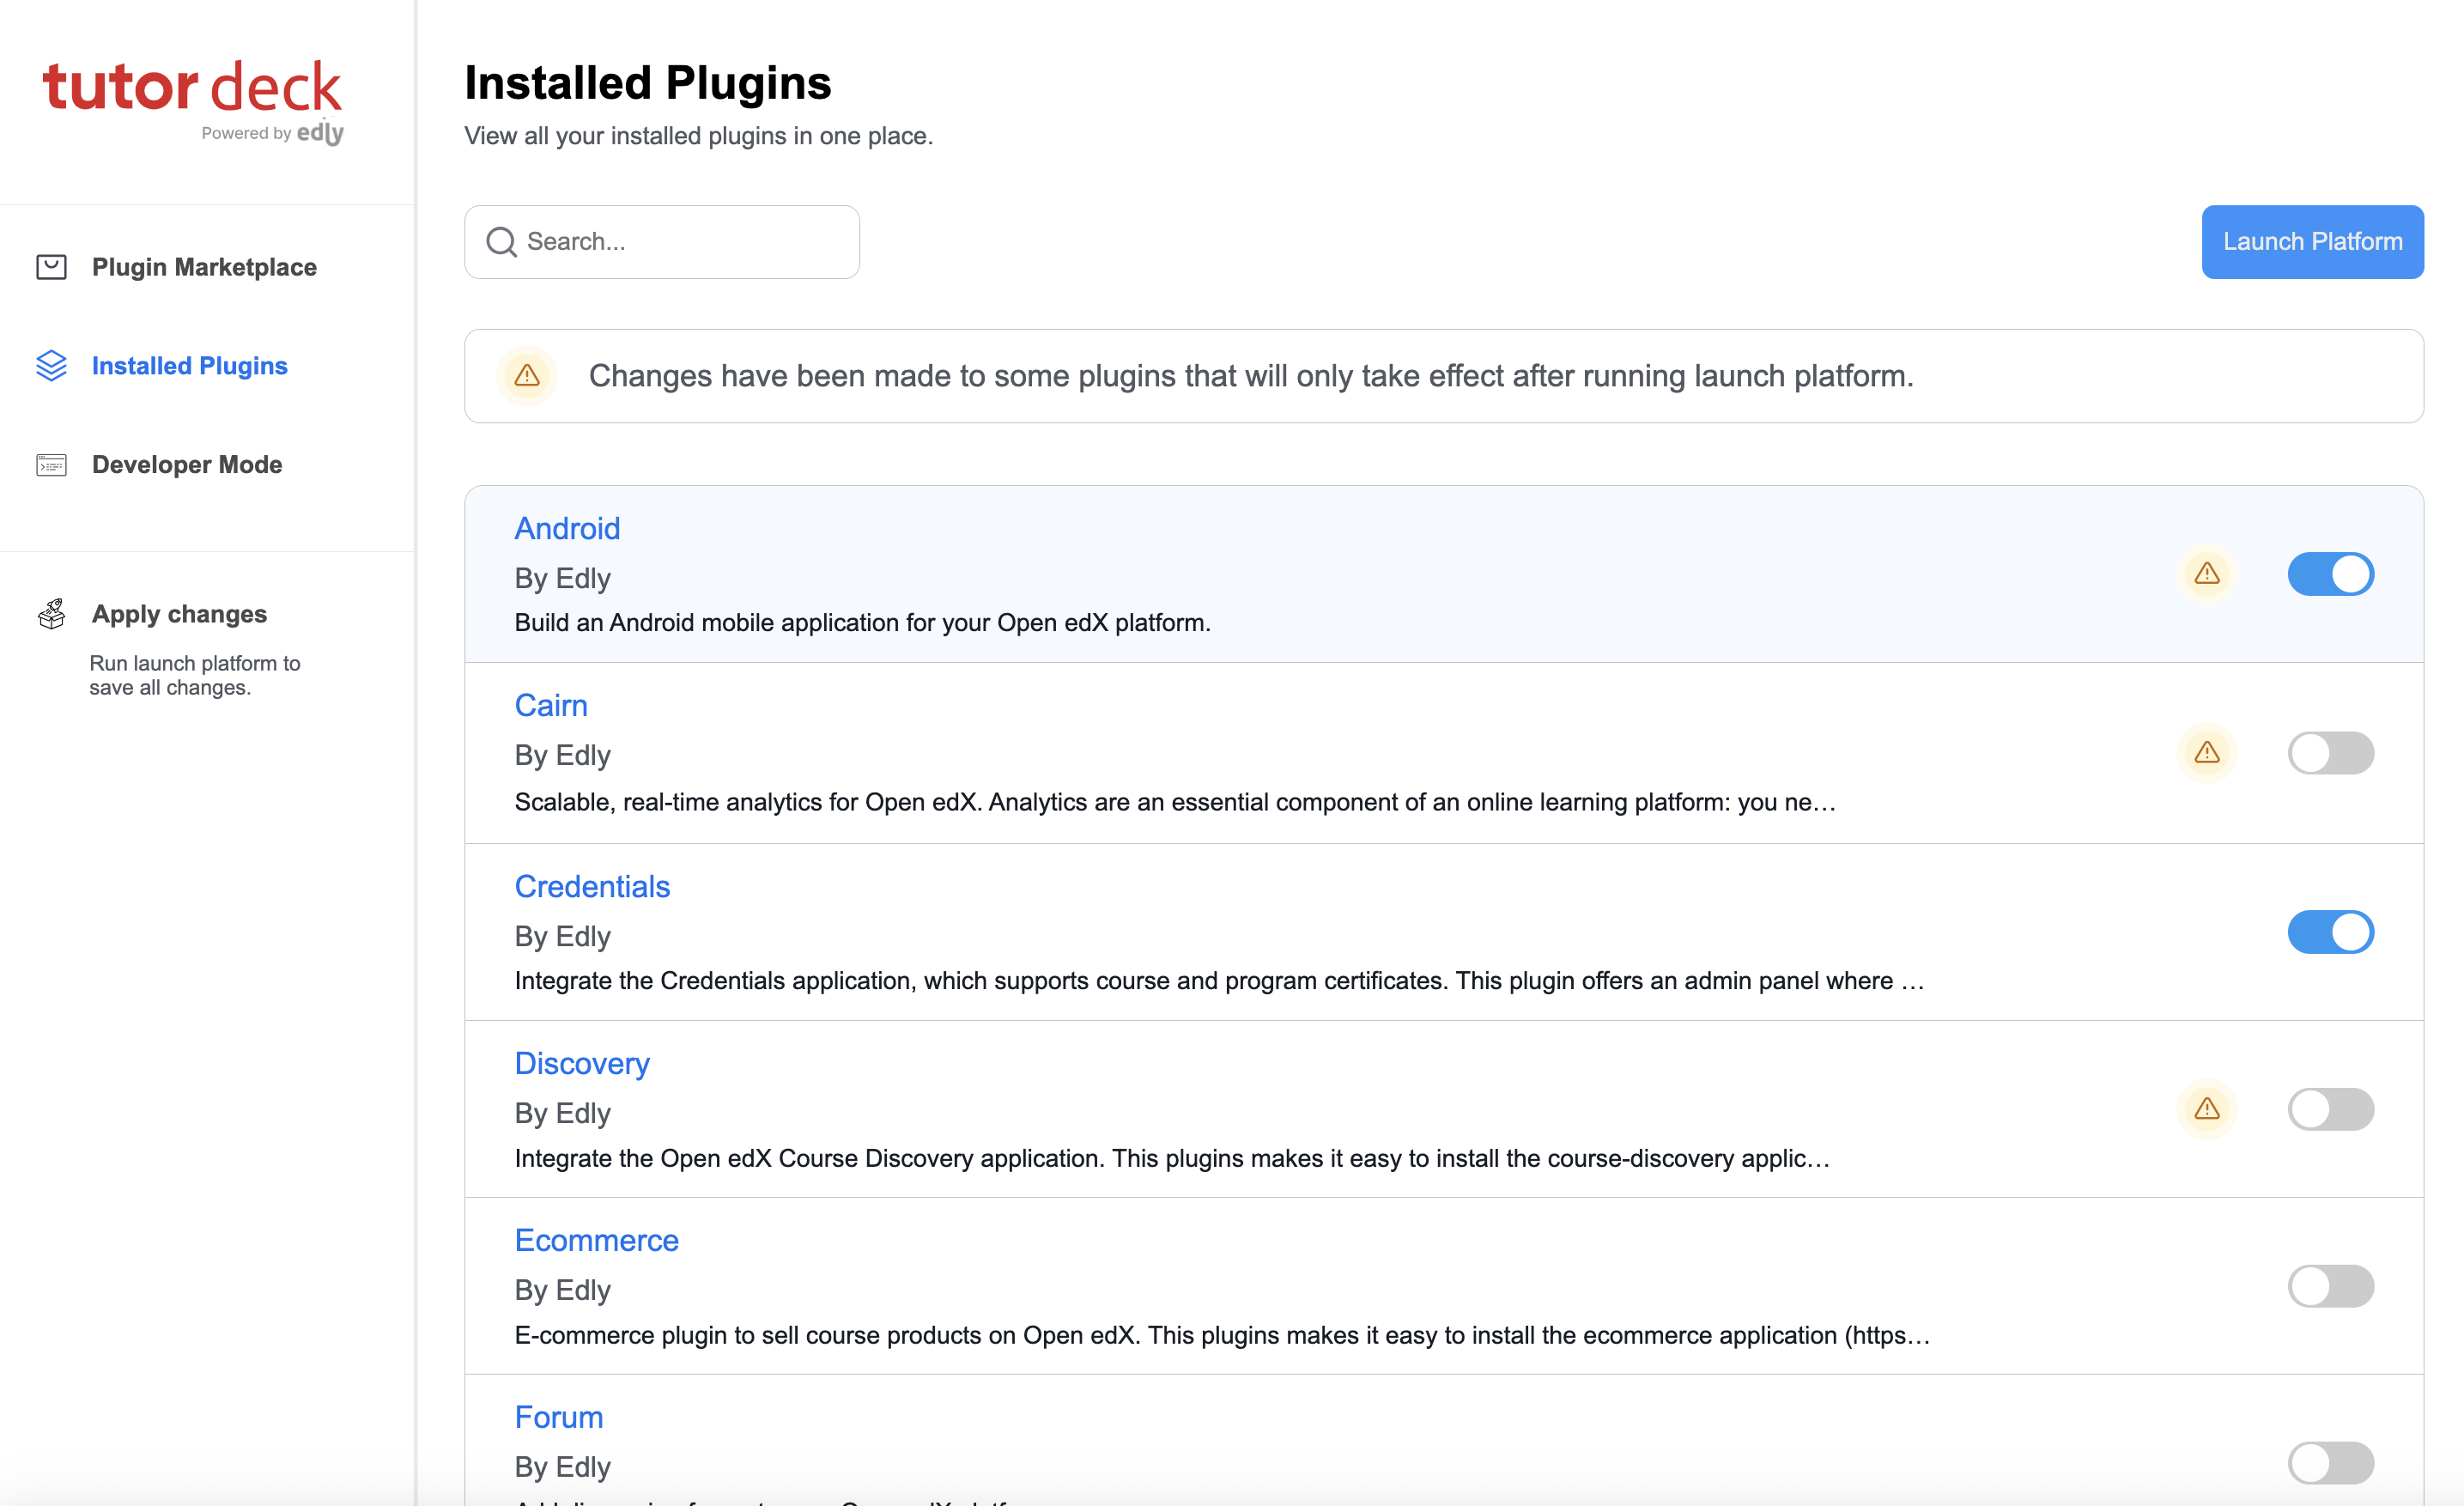 tutor deck
Powered by edly
Plugin Marketplace
Installed Plugins
Developer Mode
Apply changes
Run launch platform to
save all changes.
Installed Plugins
View all your installed plugins in one place.
Search...
Launch Platform
Changes have been made to some plugins that will only take effect after running launch platform.
Android
By Edly
Build an Android mobile application for your Open edX platform.
Cairn
By Edly
Scalable, real-time analytics for Open edX. Analytics are an essential component of an online learning platform: you ne…
Credentials
By Edly
Integrate the Credentials application, which supports course and program certificates. This plugin offers an admin panel where …
Discovery
By Edly
Integrate the Open edX Course Discovery application. This plugins makes it easy to install the course-discovery applic…
Ecommerce
By Edly
E-commerce plugin to sell course products on Open edX. This plugins makes it easy to install the ecommerce application (https…
Forum
By Edly